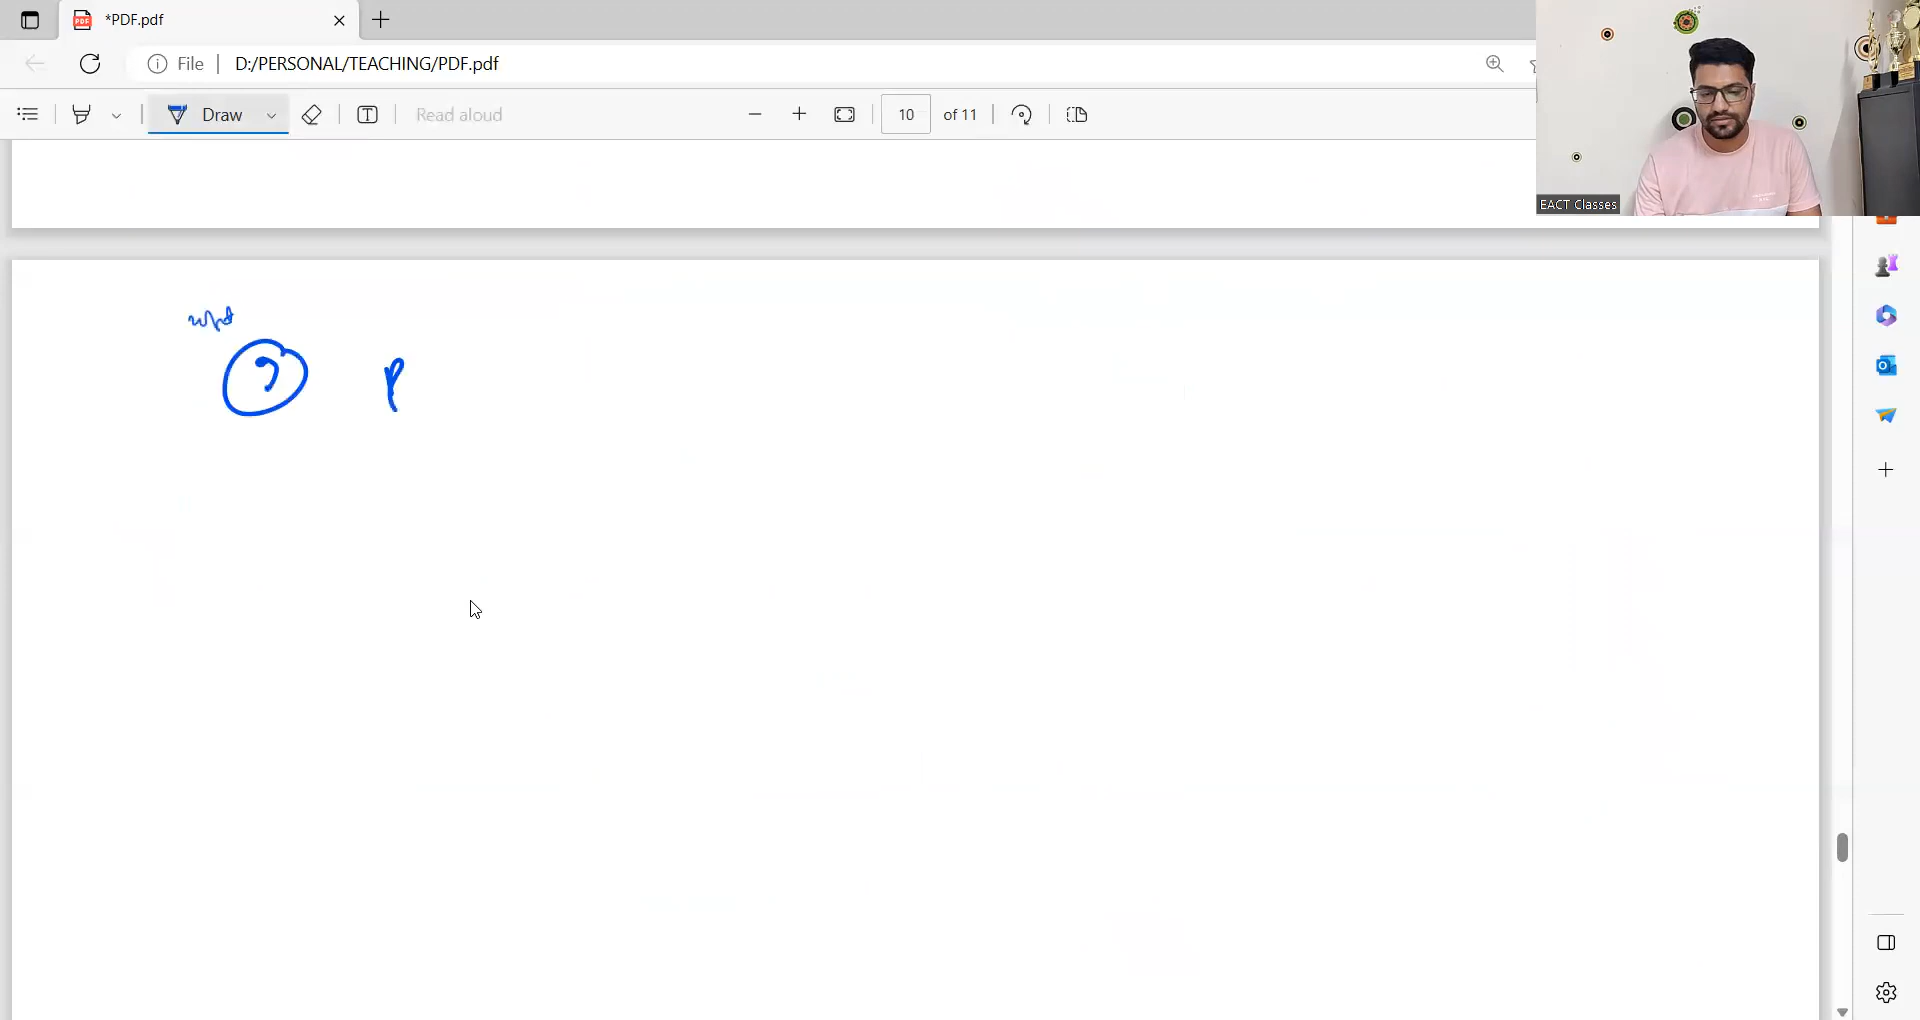 *PDF.pdf
File
D:/PERSONAL/TEACHING/PDF.pdf
Draw
Read aloud
10 of 11
EACT Classes
P